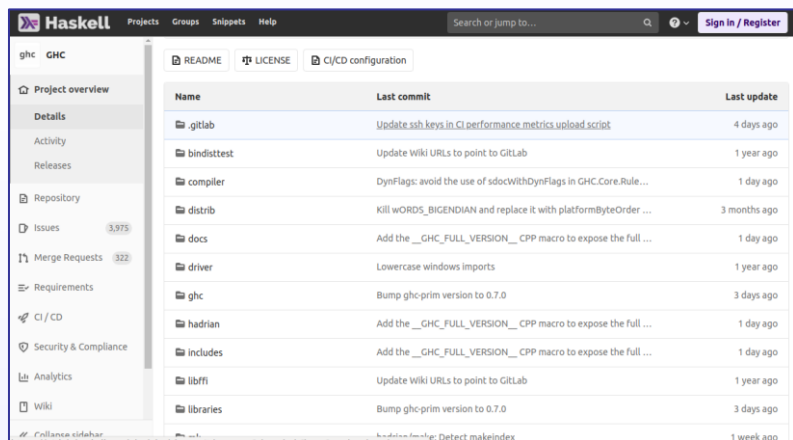 Haskell Projects Groups Snippets Help Search or jump to... Sign in / Register
ghc GHC
README LICENSE CI/CD configuration
Project overview
Details
Activity
Releases
Repository
Issues 3,975
Merge Requests 322
Requirements
CI / CD
Security & Compliance
Analytics
Wiki
Collapse sidebar
Name Last commit Last update
.gitlab Update ssh keys in CI performance metrics upload script 4 days ago
bindisttest Update Wiki URLs to point to GitLab 1 year ago
compiler DynFlags: avoid the use of sdocWithDynFlags in GHC.Core.Rule... 1 day ago
distrib Kill wORDS_BIGENDIAN and replace it with platformByteOrder ... 3 months ago
docs Add the __GHC_FULL_VERSION__ CPP macro to expose the full ... 1 day ago
driver Lowercase windows imports 1 year ago
ghc Bump ghc-prim version to 0.7.0 3 days ago
hadrian Add the __GHC_FULL_VERSION__ CPP macro to expose the full ... 1 day ago
includes Add the __GHC_FULL_VERSION__ CPP macro to expose the full ... 1 day ago
libffi Update Wiki URLs to point to GitLab 1 year ago
libraries Bump ghc-prim version to 0.7.0 3 days ago
hadrian/make: Detect makeindex 1 week ago